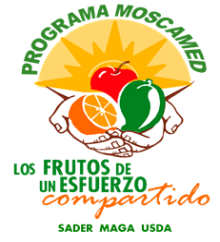 PROGRAMA MOSCAMED
LOS FRUTOS DE
UN ESFUERZO
compartido
SADER MAGA USDA